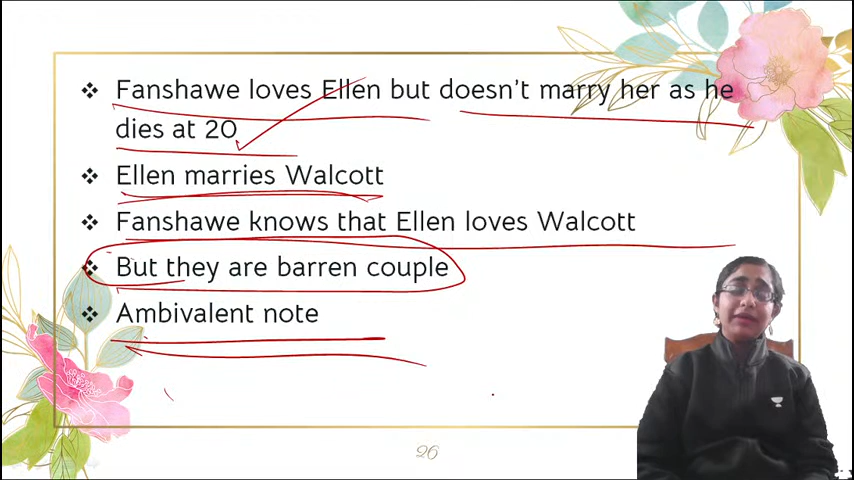 ❖ Fanshawe loves Ellen but doesn't marry her as he
dies at 20
❖ Ellen marries Walcott
❖ Fanshawe knows that Ellen loves Walcott
❖ But they are barren couple
❖ Ambivalent note
26